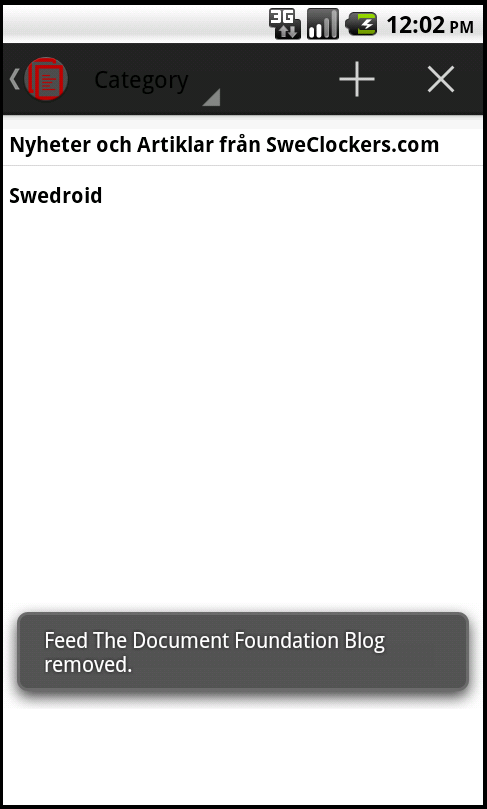 3G
12:02 PM
Category
Nyheter och Artiklar från SweClockers.com
Swedroid
Feed The Document Foundation Blog
removed.